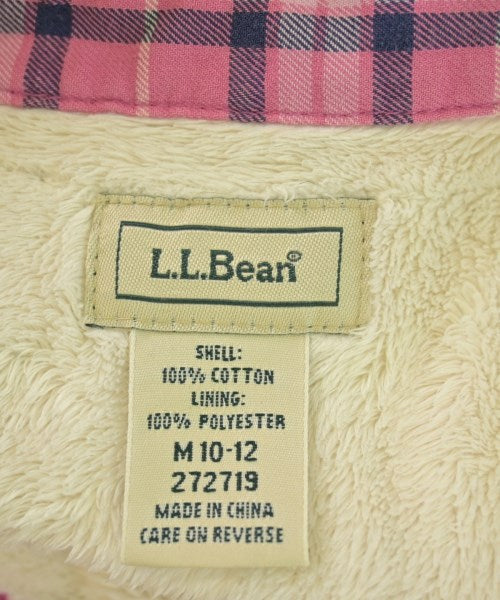 L.L.Bean®
SHELL:
100% COTTON
LINING:
100% POLYESTER
M 10-12
272719
MADE IN CHINA
CARE ON REVERSE